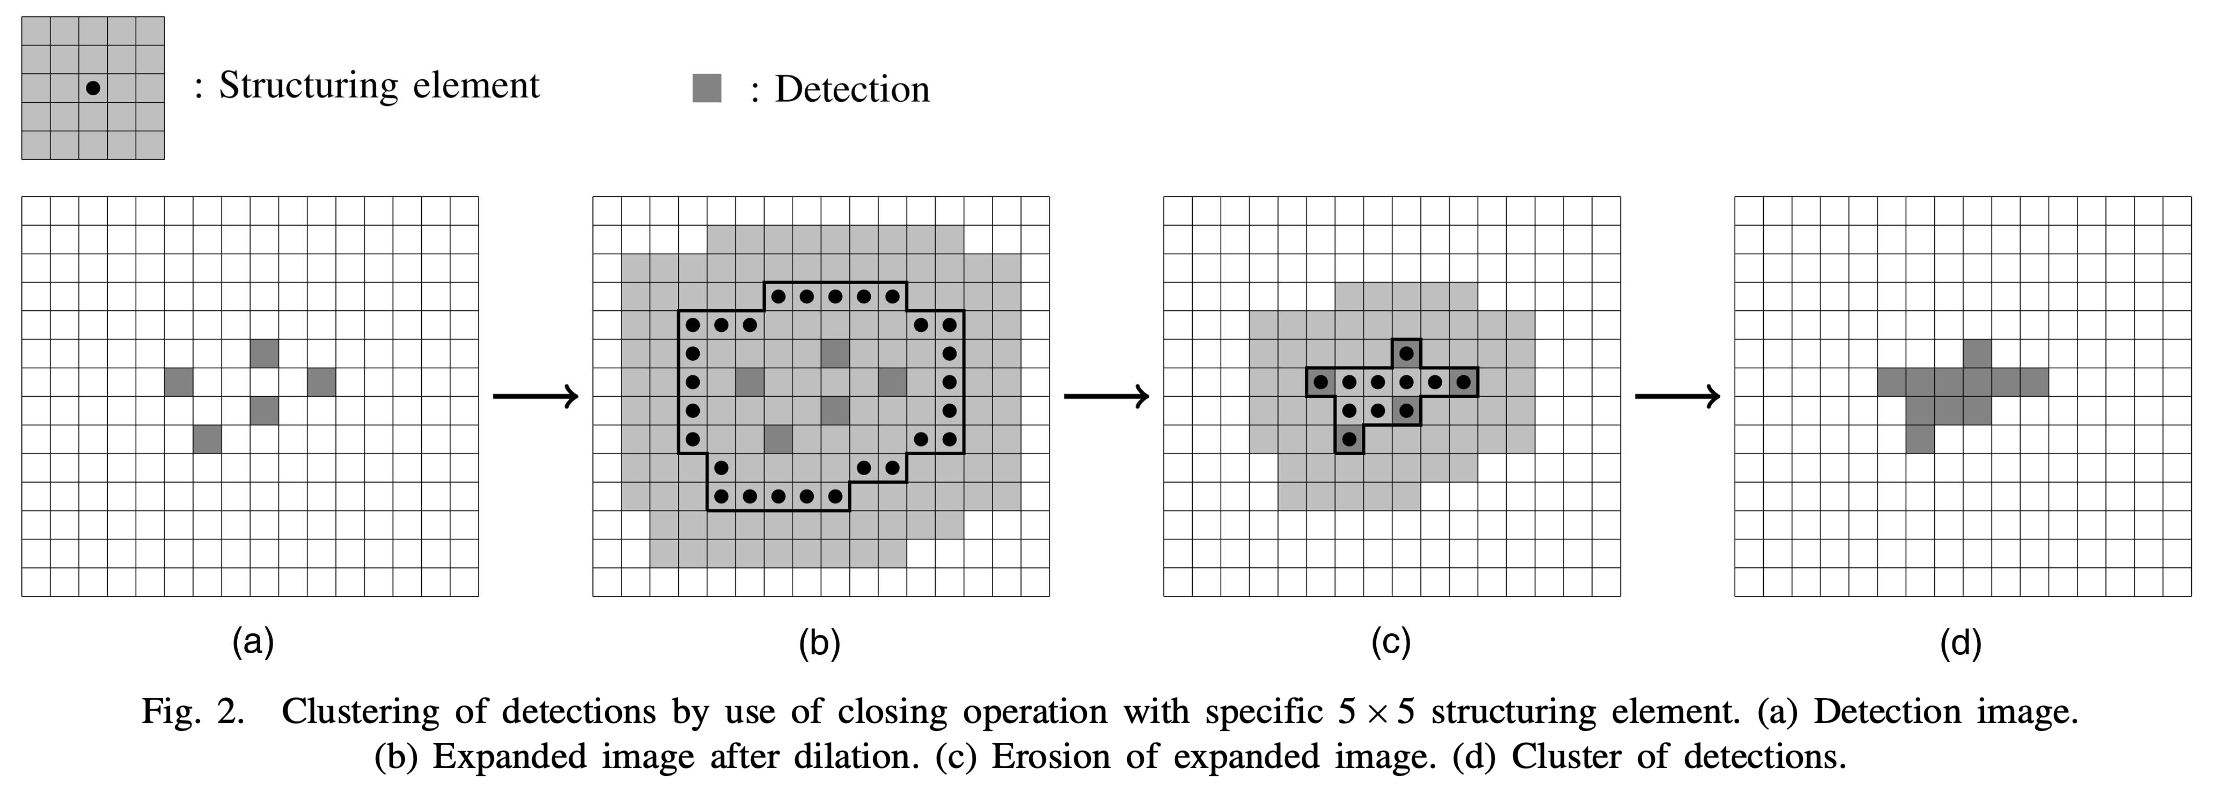 : Structuring element
: Detection
(a)
(b)
(c)
(d)
Fig. 2. Clustering of detections by use of closing operation with specific 5 × 5 structuring element. (a) Detection image.
(b) Expanded image after dilation. (c) Erosion of expanded image. (d) Cluster of detections.